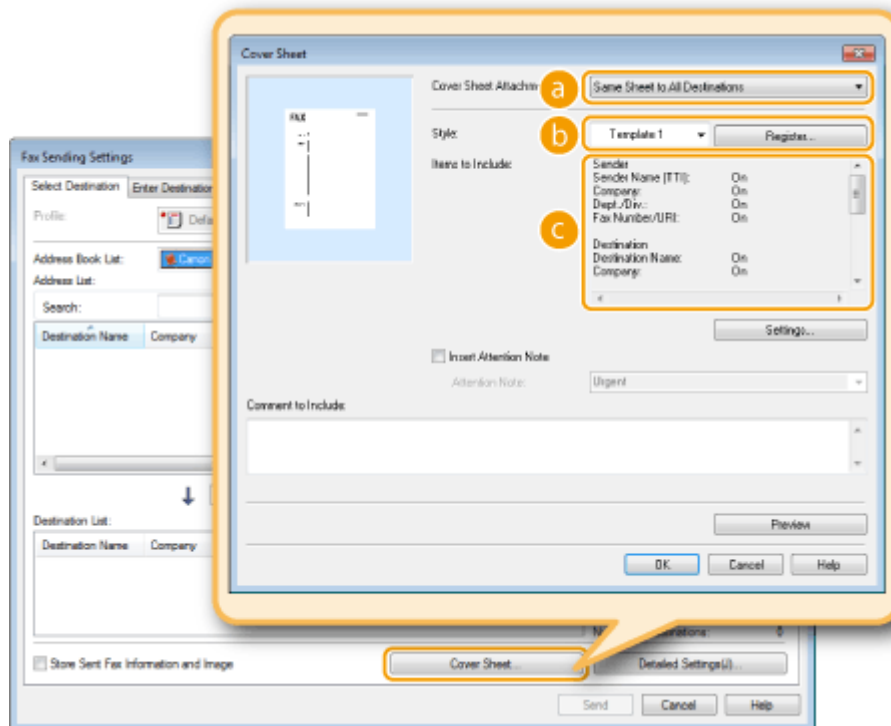 Cover Sheet
Cover Sheet Attachm
a
Same Sheet to All Destinations
FAX
Style:
b
Template 1
Register...
Items to Include:
c
Sender
Sender Name (TTI): On
Company: On
Dept./Div.: On
Fax Number/URI: On
Destination
Destination Name: On
Company: On
Settings...
Insert Attention Note
Attention Note:
Urgent
Comment to Include:
Preview
OK
Cancel
Help
Fax Sending Settings
Select Destination
Enter Destination
Profile:
Defa
Address Book List:
Canon
Address List:
Search:
Destination Name
Company
Destination List:
Destination Name
Company
Store Sent Fax Information and Image
Cover Sheet...
Detailed Settings(J)...
Send
Cancel
Help